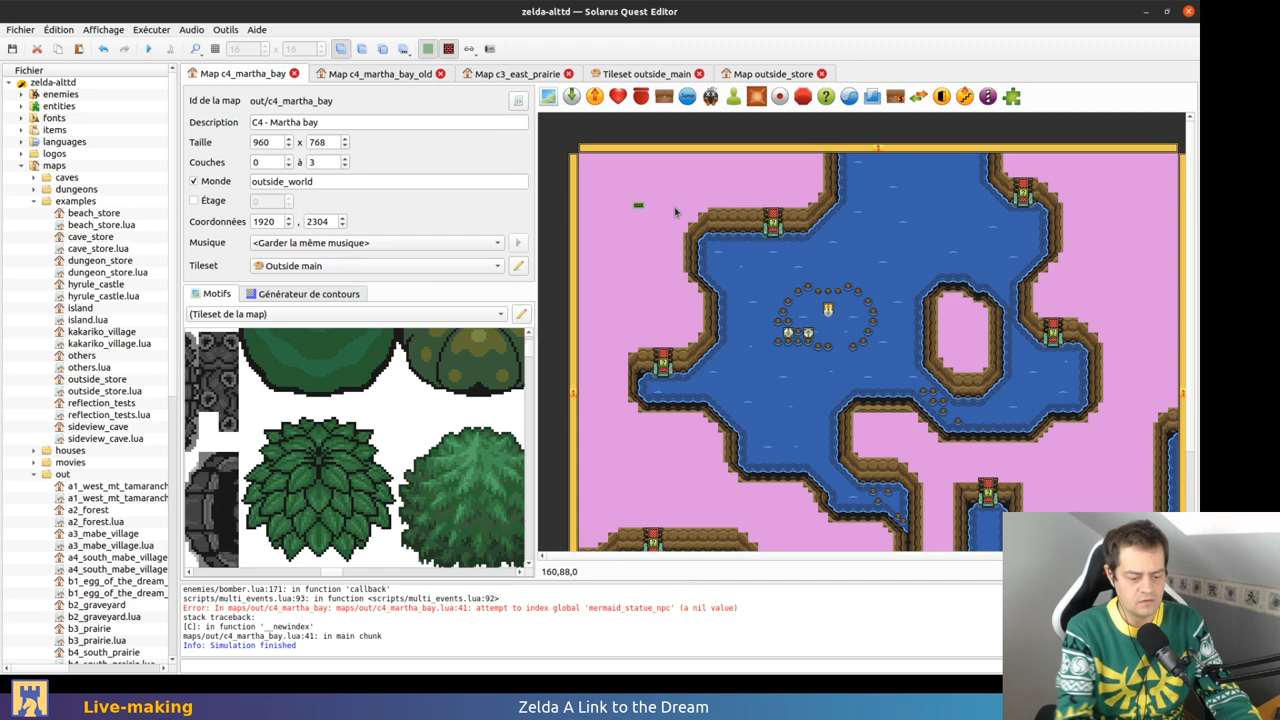 zelda-alttd — Solarus Quest Editor
Fichier Édition Affichage Exécuter Audio Outils Aide
16 x 16
Fichier
zelda-alttd
enemies
entities
fonts
items
languages
logos
maps
caves
dungeons
examples
beach_store
beach_store.lua
cave_store
cave_store.lua
dungeon_store
dungeon_store.lua
hyrule_castle
hyrule_castle.lua
island
island.lua
kakariko_village
kakariko_village.lua
others
others.lua
outside_store
outside_store.lua
reflection_tests
reflection_tests.lua
sideview_cave
sideview_cave.lua
houses
movies
out
a1_west_mt_tamaranch
a1_west_mt_tamaranch
a2_forest
a2_forest.lua
a3_mabe_village
a3_mabe_village.lua
a4_south_mabe_village
a4_south_mabe_village
b1_egg_of_the_dream_
b1_egg_of_the_dream_
b2_graveyard
b2_graveyard.lua
b3_prairie
b3_prairie.lua
b4_south_prairie
Map c4_martha_bay
Map c4_martha_bay_old
Map c3_east_prairie
Tileset outside_main
Map outside_store
Id de la map out/c4_martha_bay
Description C4 - Martha bay
Taille 960 x 768
Couches 0 à 3
Monde outside_world
Étage 0
Coordonnées 1920 , 2304
Musique <Garder la même musique>
Tileset Outside main
Motifs Générateur de contours
(Tileset de la map)
160,88,0
enemies/bomber.lua:171: in function 'callback'
scripts/multi_events.lua:93: in function <scripts/multi_events.lua:92>
Error: In maps/out/c4_martha_bay: maps/out/c4_martha_bay.lua:41: attempt to index global 'mermaid_statue_npc' (a nil value)
stack traceback:
[C]: in function '__newindex'
maps/out/c4_martha_bay.lua:41: in main chunk
Info: Simulation finished
Live-making
Zelda A Link to the Dream